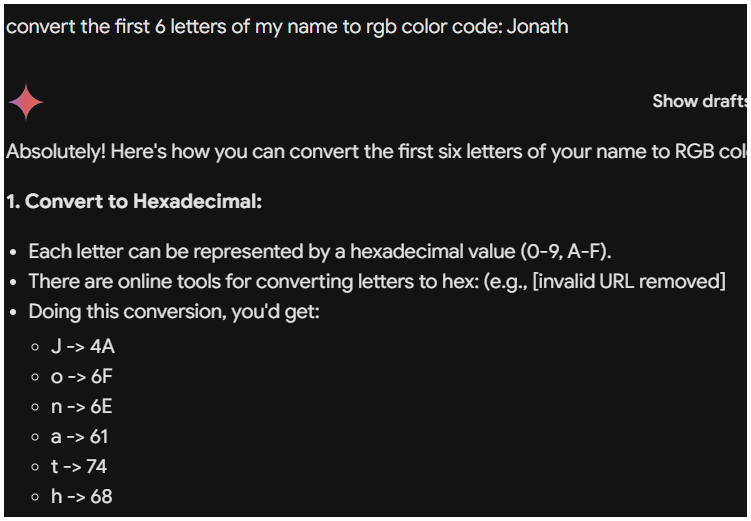 convert the first 6 letters of my name to rgb color code: Jonath
Show drafts
Absolutely! Here's how you can convert the first six letters of your name to RGB col
1. Convert to Hexadecimal:
• Each letter can be represented by a hexadecimal value (0-9, A-F).
• There are online tools for converting letters to hex: (e.g., [invalid URL removed]
• Doing this conversion, you'd get:
○ J -> 4A
○ o -> 6F
○ n -> 6E
○ a -> 61
○ t -> 74
○ h -> 68